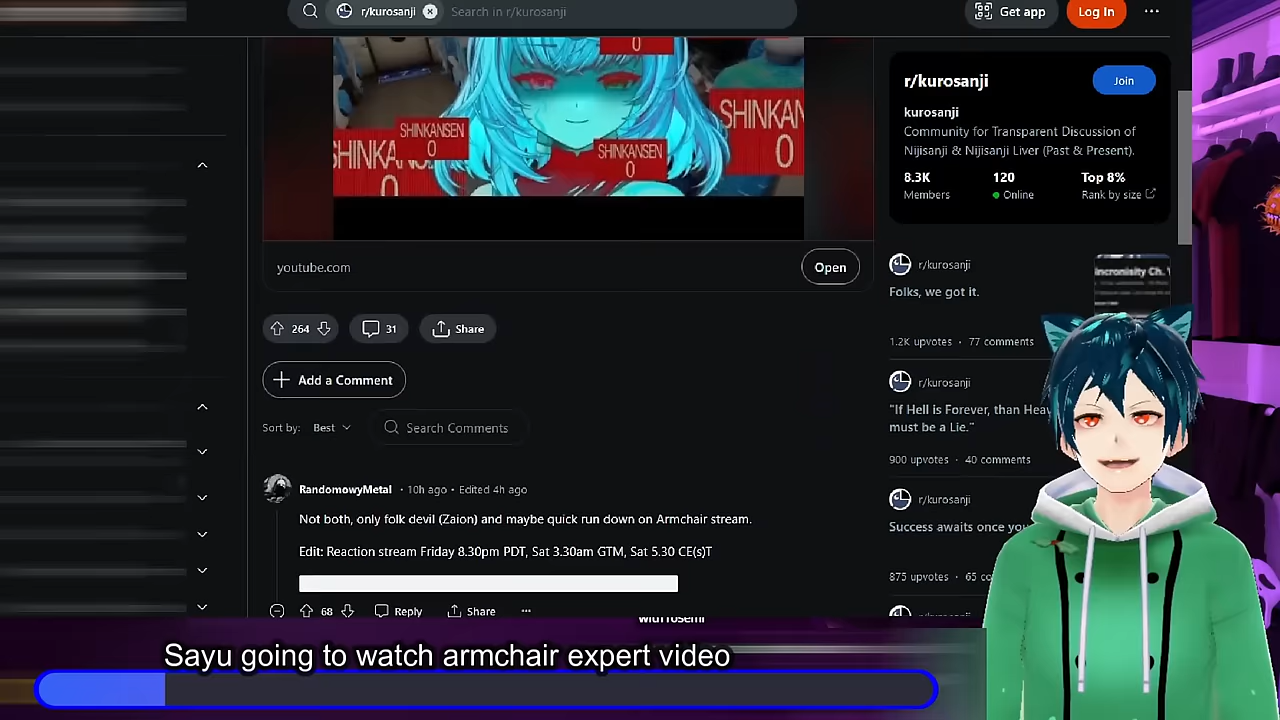 r/kurosanji
Search in r/kurosanji
Get app
Log In
0
SHINKANSEN
0
SHINKANSEN
0
SHINKANSEN
0
youtube.com
Open
264
31
Share
Add a Comment
Sort by: Best
Search Comments
RandomowyMetal • 10h ago • Edited 4h ago
Not both, only folk devil (Zaion) and maybe quick run down on Armchair stream.
Edit: Reaction stream Friday 8.30pm PDT, Sat 3.30am GTM, Sat 5.30 CE(s)T
68
Reply
Share
r/kurosanji
Join
kurosanji
Community for Transparent Discussion of
Nijisanji & Nijisanji Liver (Past & Present).
8.3K
120
Top 8%
Members
Online
Rank by size
r/kurosanji
Folks, we got it.
1.2K upvotes • 77 comments
r/kurosanji
"If Hell is Forever, than
must be a Lie."
900 upvotes • 40 comments
r/kurosanji
Success awaits once
875 upvotes • 65
Sayu going to watch armchair expert video